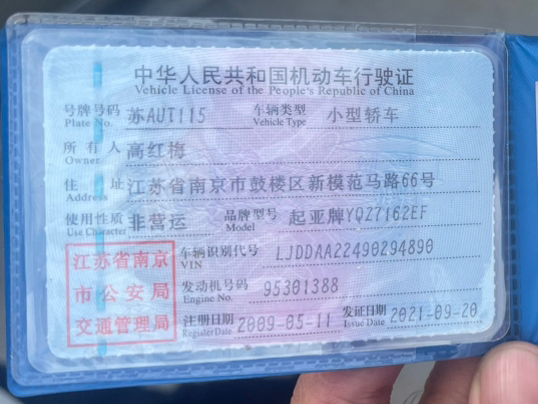 中华人民共和国机动车行驶证
Vehicle License of the People's Republic of China
号牌号码 苏AUT115 车辆类型 小型轿车
Plate No. Vehicle Type
所有人 高红梅
Owner
住址 江苏省南京市鼓楼区新模范马路66号
Address
使用性质 非营运 品牌型号 起亚牌YQZ7162EF
Use Character Model
江苏省南京
市公安局
交通管理局
车辆识别代号 LJDDAA22490294890
VIN
发动机号码 95301388
Engine No.
注册日期 2009-05-11 发证日期 2021-09-20
Register Date Issue Date